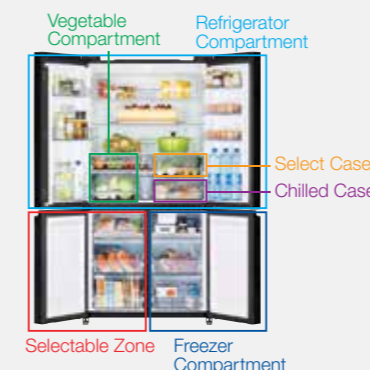 Vegetable
Compartment
Refrigerator
Compartment
Select Case
Chilled Case
Selectable Zone
Freezer
Compartment